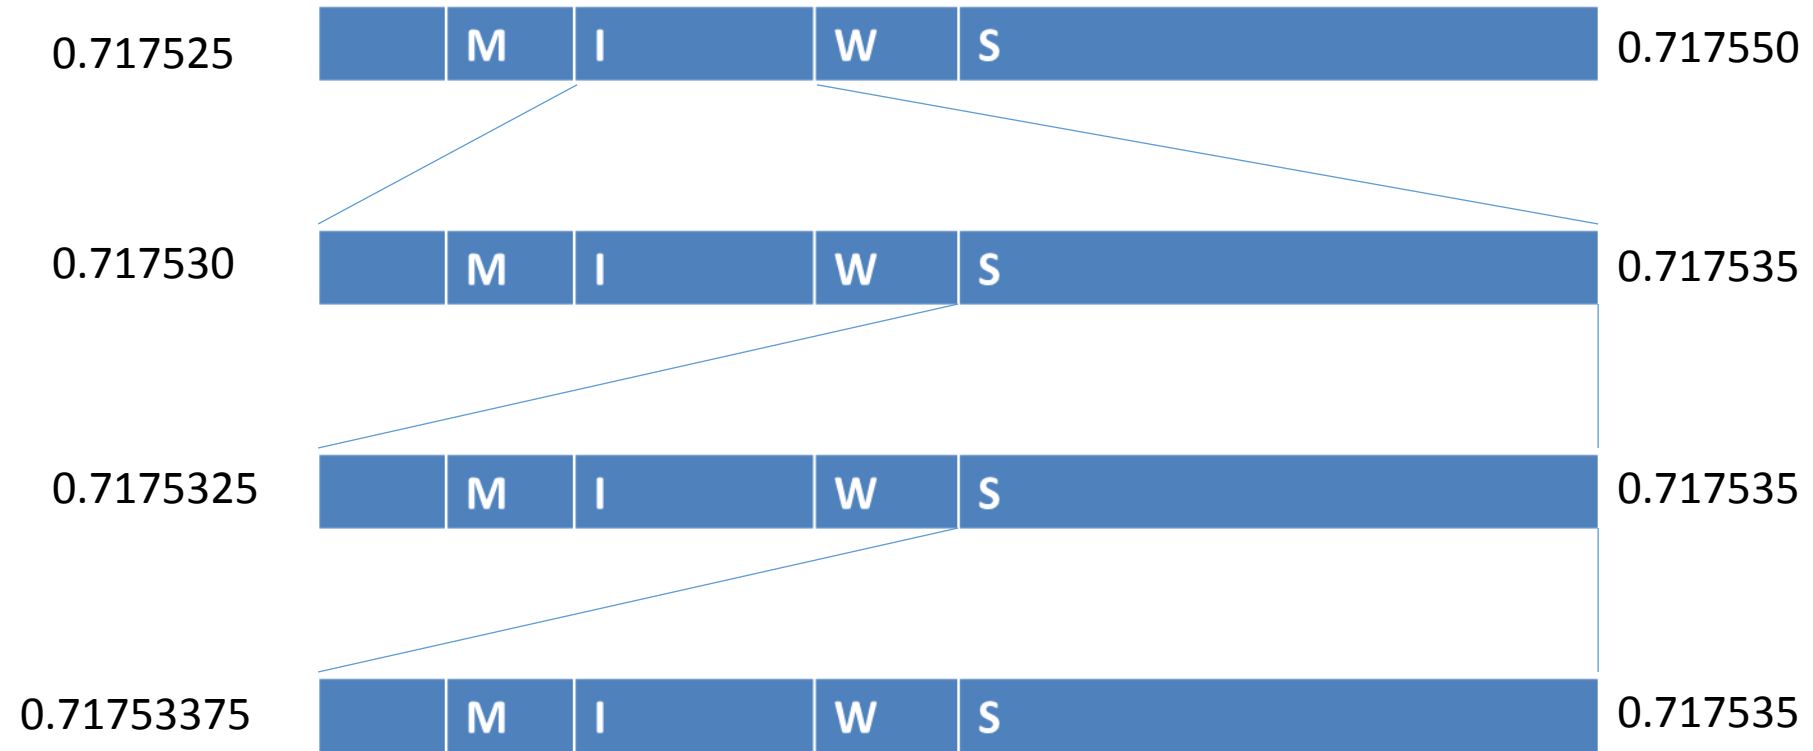 0.717525 M I W S 0.717550
0.717530 M I W S 0.717535
0.7175325 M I W S 0.717535
0.71753375 M I W S 0.717535